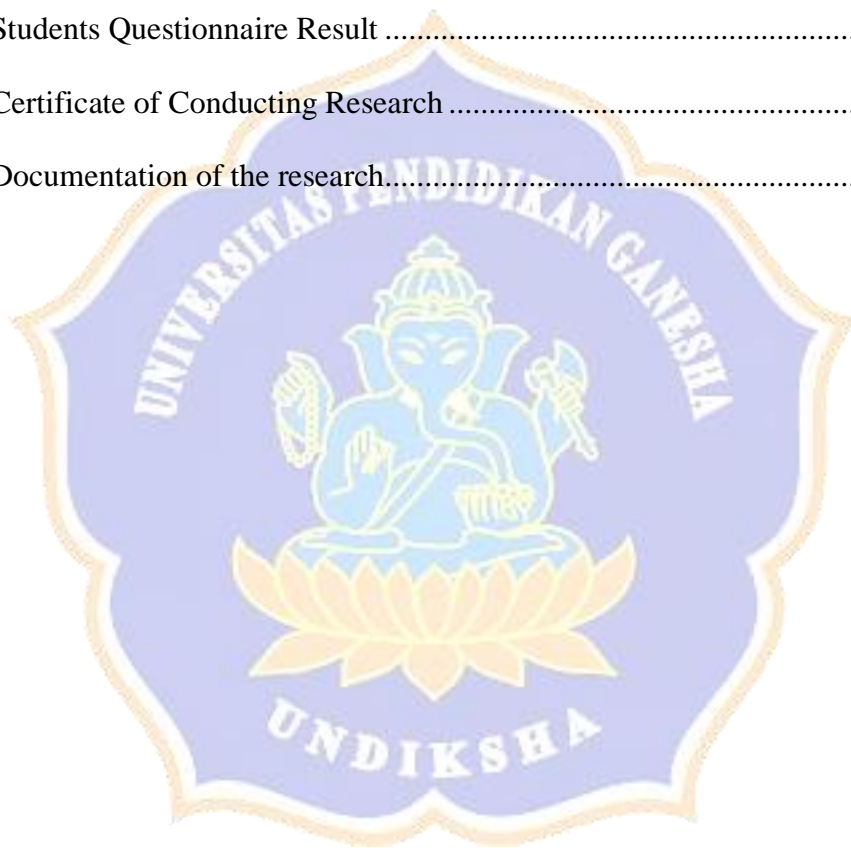 Students Questionnaire Result ........................................................
Certificate of Conducting Research ................................................
Documentation of the research.........................................................
UNIVERSITAS PENDIDIKAN GANESHA
UNDIKSHA